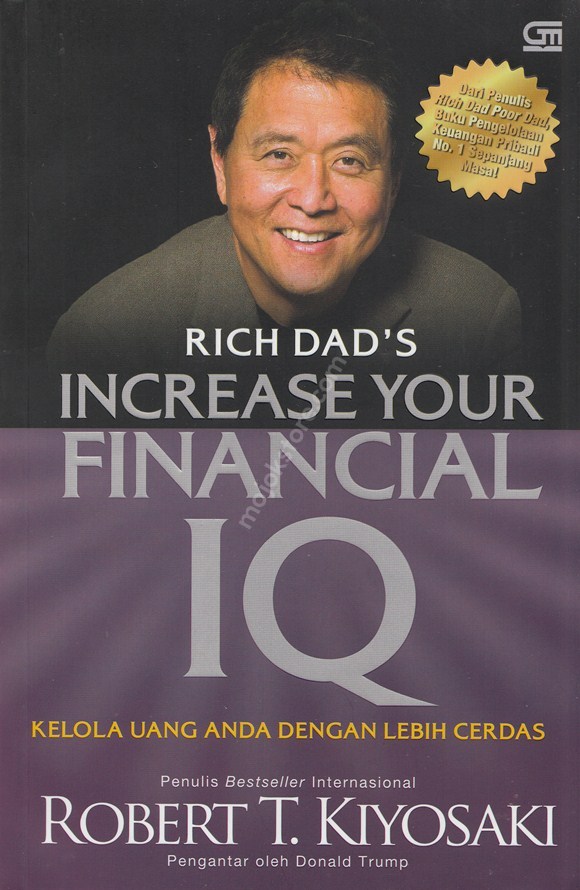 GM
Dari Penulis
Rich Dad Poor Dad,
Buku Pengelolaan
Keuangan Pribadi
No. 1 Sepanjang
Masa!
RICH DAD'S
INCREASE YOUR
FINANCIAL
IQ
KELOLA UANG ANDA DENGAN LEBIH CERDAS
Penulis Bestseller Internasional
ROBERT T. KIYOSAKI
Pengantar oleh Donald Trump